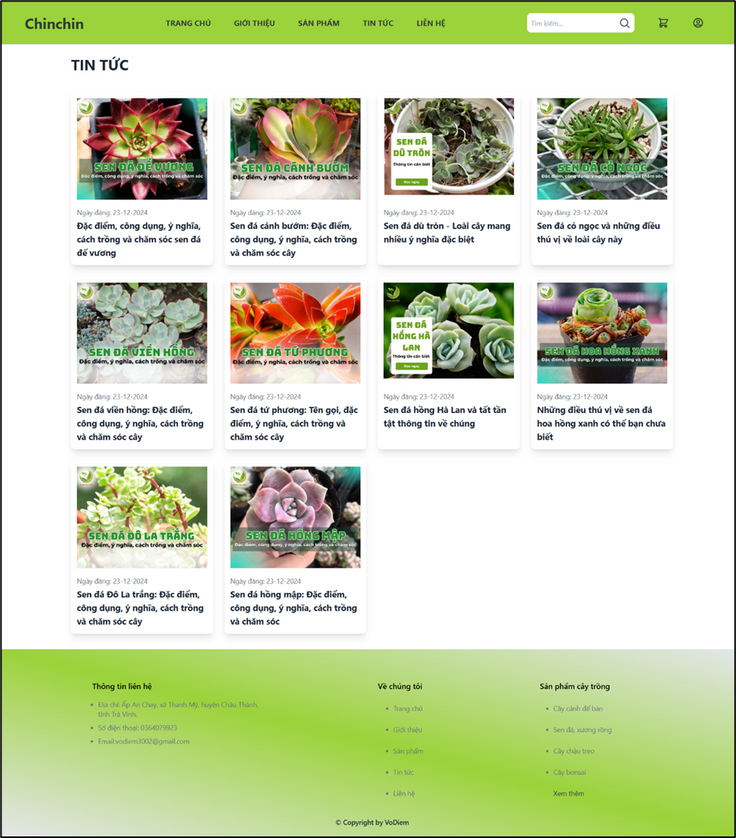 Chinchin
TRANG CHỦ
GIỚI THIỆU
SẢN PHẨM
TIN TỨC
LIÊN HỆ
Tìm kiếm...
TIN TỨC
SEN ĐÁ ĐẾ VƯƠNG
Đặc điểm, công dụng, ý nghĩa, cách trồng và chăm sóc
Ngày đăng: 23-12-2024
Đặc điểm, công dụng, ý nghĩa,
cách trồng và chăm sóc sen đá
đế vương
SEN ĐÁ CÁNH BƯỚM
Đặc điểm, ý nghĩa, cách trồng và chăm sóc
Ngày đăng: 23-12-2024
Sen đá cánh bướm: Đặc điểm,
công dụng, ý nghĩa, cách trồng
và chăm sóc cây
SEN ĐÁ
DÙ TRÒN
Thông tin cần biết
Đọc ngay
Ngày đăng: 23-12-2024
Sen đá dù tròn - Loài cây mang
nhiều ý nghĩa đặc biệt
SEN ĐÁ CỎ NGỌC
Đặc điểm, công dụng, ý nghĩa, cách trồng và chăm sóc
Ngày đăng: 23-12-2024
Sen đá cỏ ngọc và những điều
thú vị về loài cây này
SEN ĐÁ VIỀN HỒNG
Đặc điểm, ý nghĩa, cách trồng và chăm sóc
Ngày đăng: 23-12-2024
Sen đá viền hồng: Đặc điểm,
công dụng, ý nghĩa, cách trồng
và chăm sóc cây
SEN ĐÁ TỨ PHƯƠNG
Đặc điểm, ý nghĩa, cách trồng và chăm sóc
Ngày đăng: 23-12-2024
Sen đá tứ phương: Tên gọi, đặc
điểm, ý nghĩa, cách trồng và
chăm sóc cây
SEN ĐÁ
HỒNG HÀ
LAN
Thông tin cần biết
Đọc ngay
Ngày đăng: 23-12-2024
Sen đá hồng Hà Lan và tất tần
tật thông tin về chúng
SEN ĐÁ HOA HỒNG XANH
Đặc điểm, công dụng, ý nghĩa, cách trồng và chăm sóc
Ngày đăng: 23-12-2024
Những điều thú vị về sen đá
hoa hồng xanh có thể bạn chưa
biết
SEN ĐÁ ĐÔ LA TRẮNG
Đặc điểm, ý nghĩa, cách trồng và chăm sóc
Ngày đăng: 23-12-2024
Sen đá Đô La trắng: Đặc điểm,
công dụng, ý nghĩa, cách trồng
và chăm sóc cây
SEN ĐÁ HỒNG MẬP
Đặc điểm, công dụng, ý nghĩa, cách trồng và chăm sóc
Ngày đăng: 23-12-2024
Sen đá hồng mập: Đặc điểm,
công dụng, ý nghĩa, cách trồng
và chăm sóc
Thông tin liên hệ
Địa chỉ: Ấp An Chay, xã Thanh Mỹ, huyện Châu Thành,
tỉnh Trà Vinh.
Số điện thoại: 0364079923
Email:vodiem3002@gmail.com
Về chúng tôi
Trang chủ
Giới thiệu
Sản phẩm
Tin tức
Liên hệ
Sản phẩm cây trồng
Cây cảnh để bàn
Sen đá, xương rồng
Cây chậu treo
Cây bonsai
Xem thêm
© Copyright by VoDiem